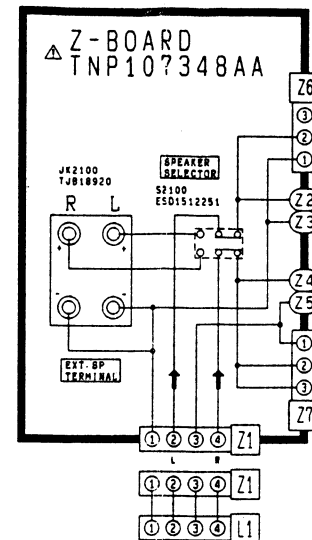 Z-BOARD
TNP107348AA
Z6
3
2
1
SPEAKER
SELECTOR
JK2100
TJB18920
S2100
ESD1512251
R L
Z2
Z3
+ +
Z4
Z5
- -
1
2
3
EXT. SP
TERMINAL
Z7
1 2 3 4 Z1
L R
1 2 3 4 Z1
1 2 3 4 L1